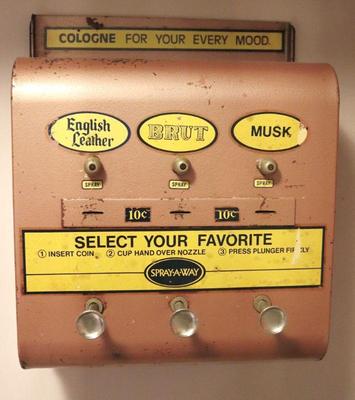 COLOGNE FOR YOUR EVERY MOOD.
English Leather
BRUT
MUSK
SPRAY SPRAY SPRAY
10¢ 10¢
SELECT YOUR FAVORITE
1 INSERT COIN 2 CUP HAND OVER NOZZLE 3 PRESS PLUNGER FIRMLY
SPRAY-A-WAY